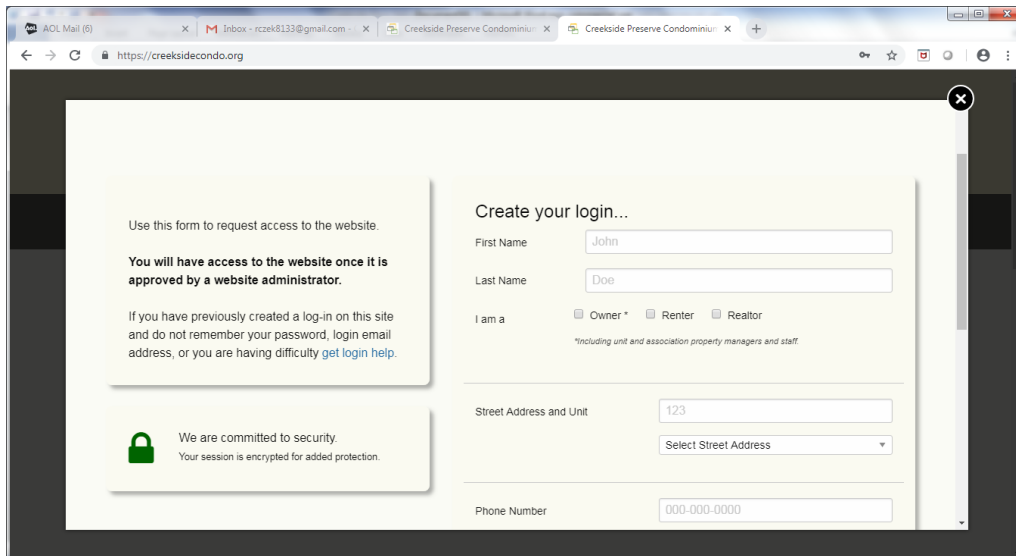 AOL Mail (6)
Inbox - rczek8133@gmail.com -
Creekside Preserve Condominiun
Creekside Preserve Condominiun
https://creeksidecondo.org
Use this form to request access to the website.
You will have access to the website once it is
approved by a website administrator.
If you have previously created a log-in on this site
and do not remember your password, login email
address, or you are having difficulty get login help.
We are committed to security.
Your session is encrypted for added protection.
Create your login...
First Name
John
Last Name
Doe
I am a
Owner * Renter Realtor
*Including unit and association property managers and staff.
Street Address and Unit
123
Select Street Address
Phone Number
000-000-0000